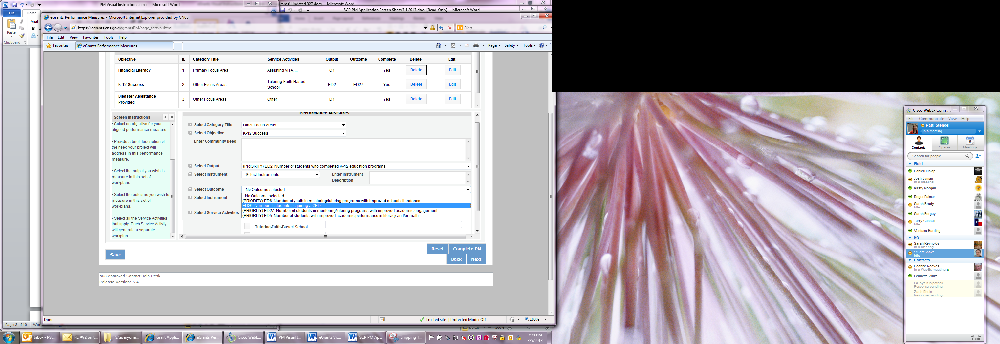 PM Visual Instructions.docx - Microsoft Word
rams).Updated.927.docx - Microsoft Word
SCP PM Application Screen Shots 3 4 2013.docx [Read-Only] - Microsoft Word
File
Home
Paste
Arial
B
Clipboard
eGrants Performance Measures - Microsoft Internet Explorer provided by CNCS
https://egrants.cns.gov/egrantsPM/page_scrsvp.xhtml
Bing
File Edit View Favorites Tools Help
Favorites
eGrants Performance Measures
Page Safety Tools
Objective ID Category Title Service Activities Output Outcome Complete Delete Edit
Financial Literacy 1 Primary Focus Area Assisting VITA, ... O1 Yes Delete Edit
K-12 Success 2 Other Focus Areas Tutoring-Faith-Based School ED2 ED27 Yes Delete Edit
Disaster Assistance Provided 3 Other Focus Areas Other D1 Yes Delete Edit
Screen Instructions
• Select an objective for your
aligned performance measure.
• Provide a brief description of
the need your project will
address in this performance
measure.
• Select the output you wish to
measure in this set of
workplans.
• Select the outcome you wish to
measure in this set of
workplans.
• Select all the Service Activities
that apply. Each Service Activity
will generate a separate
workplan.
Performance Measures
Select Category Title Other Focus Areas
Select Objective K-12 Success
Enter Community Need
Select Output (PRIORITY) ED2: Number of students who completed K-12 education programs
Select Instrument --Select Instruments-- Enter Instrument
Description
Select Outcome --No Outcome selected--
--No Outcome selected--
Select Instrument
(PRIORITY) ED6: Number of youth in mentoring/tutoring programs with improved school attendance
ED26: Number of students acquiring a GED.
(PRIORITY) ED27: Number of students in mentoring/tutoring programs with improved academic engagement
Select Service Activities
(PRIORITY) ED5: Number of students with improved academic performance in literacy and/or math
Tutoring-Faith-Based School
Reset Complete PM
Save
Back Next
508 Approved Contact Help Desk
Release Version: 5.4.1
Done
Trusted sites | Protected Mode: Off
100%
Page: 8 of 10
100%
Inbox - PSt...
RE: #72 on t...
S:\everyone...
Grant Appli...
eGrants Per...
Cisco WebE...
PM Visual I...
eGrants Vis...
SCP PM Ap...
Snipping T...
3:39 PM
3/5/2013
Cisco WebEx Conn...
File Communicate View Help
Patti Stengel
In a meeting
5
Contacts Spaces Meetings
Search for people
Field
Daniel Dunlap
Josh Lyman
In a meeting
Kirsty Morgan
Roger Palmer
Sarah Brady
Idle
Sarah Forgey
Terry Gunnell
Idle
Ventana Harding
HQ
Sarah Reynolds
In a meeting
Stuart Shave
Idle
Contacts
Deanne Reeves
In a WebEx meeting
Lennette White
LaToya Kirkpatrick
Response pending
Zach Rhein
Response pending
CISCO